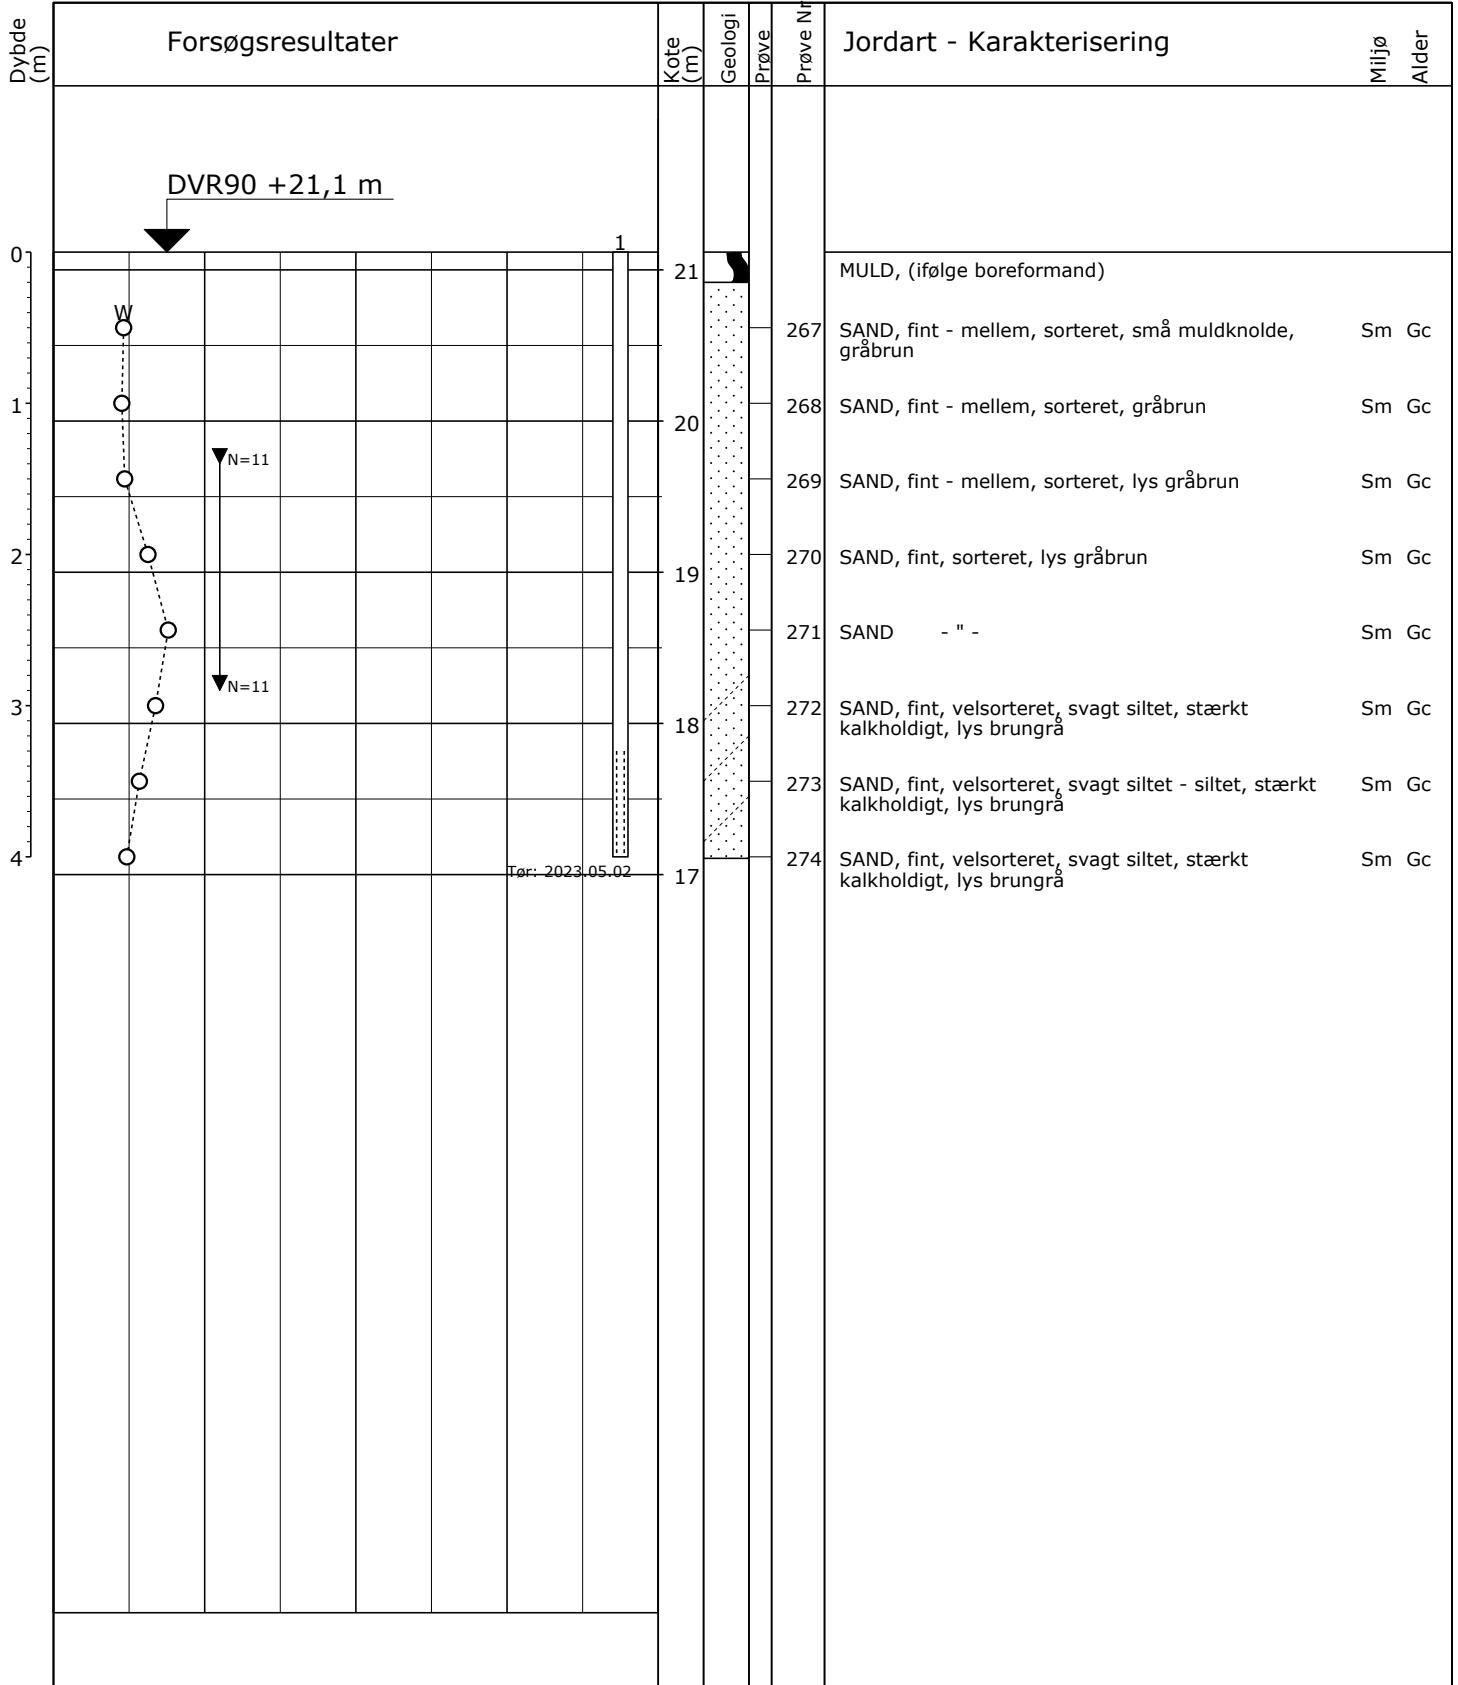 Dybde (m)
Forsøgsresultater
Kote (m)
Geologi
Prøve
Prøve Nr
Jordart - Karakterisering
Miljø
Alder
DVR90 +21,1 m
0
1
21
MULD, (ifølge boreformand)
W
267 SAND, fint - mellem, sorteret, små muldknolde, Sm Gc
gråbrun
1
268 SAND, fint - mellem, sorteret, gråbrun Sm Gc
20
N=11
269 SAND, fint - mellem, sorteret, lys gråbrun Sm Gc
2
270 SAND, fint, sorteret, lys gråbrun Sm Gc
19
271 SAND - " - Sm Gc
N=11
3
272 SAND, fint, velsorteret, svagt siltet, stærkt Sm Gc
18
kalkholdigt, lys brungrå
273 SAND, fint, velsorteret, svagt siltet - siltet, stærkt Sm Gc
kalkholdigt, lys brungrå
4
274 SAND, fint, velsorteret, svagt siltet, stærkt Sm Gc
Tør: 2023.05.02
17
kalkholdigt, lys brungrå